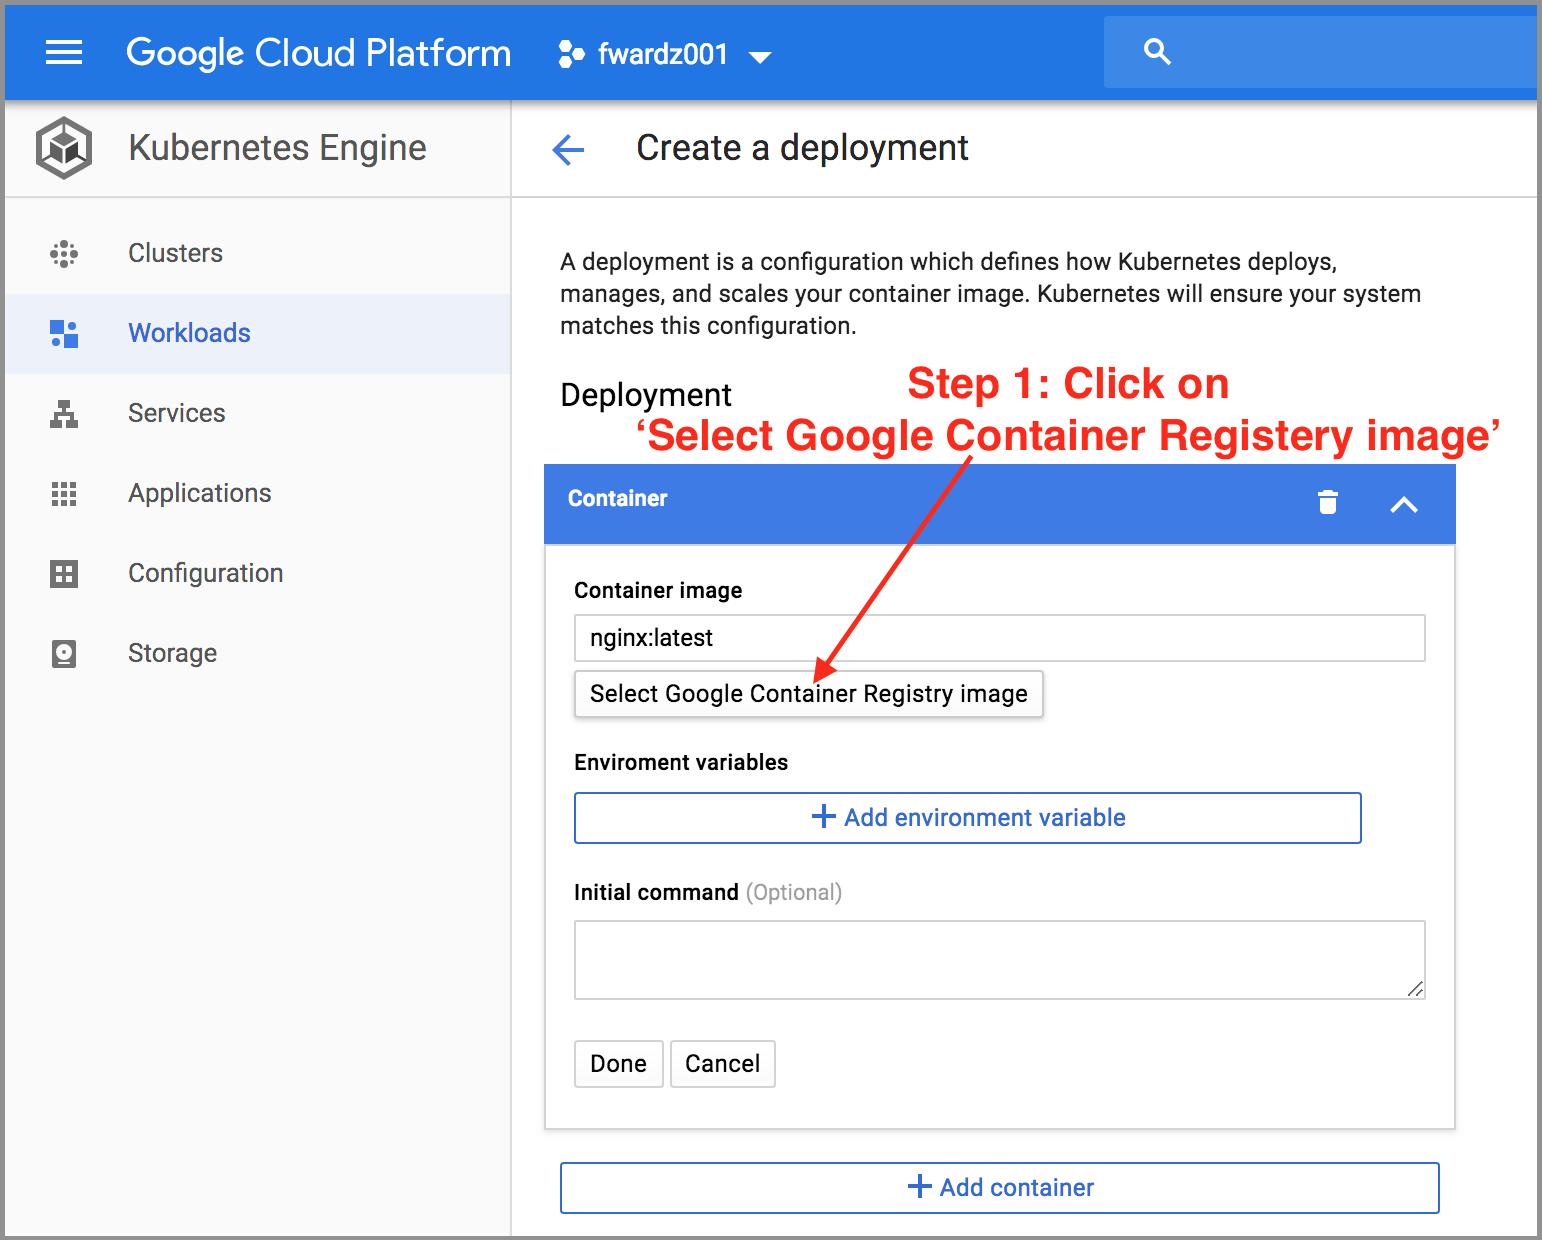 Google Cloud Platform
fwardz001
Kubernetes Engine
Create a deployment
Clusters
Workloads
Services
Applications
Configuration
Storage
A deployment is a configuration which defines how Kubernetes deploys,
manages, and scales your container image. Kubernetes will ensure your system
matches this configuration.
Deployment
Step 1: Click on
‘Select Google Container Registery image’
Container
Container image
nginx:latest
Select Google Container Registry image
Enviroment variables
Add environment variable
Initial command (Optional)
Done
Cancel
Add container